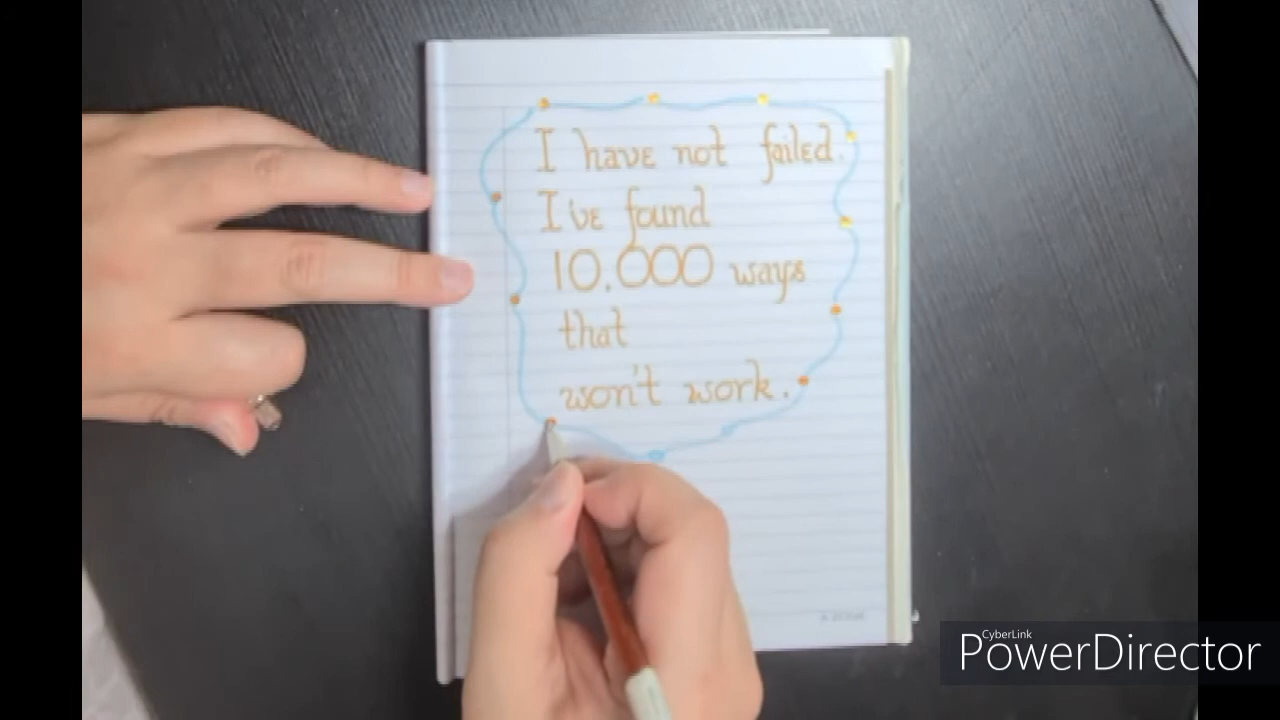 I have not failed.
I've found
10.000 ways
that
won't work.
CyberLink
PowerDirector